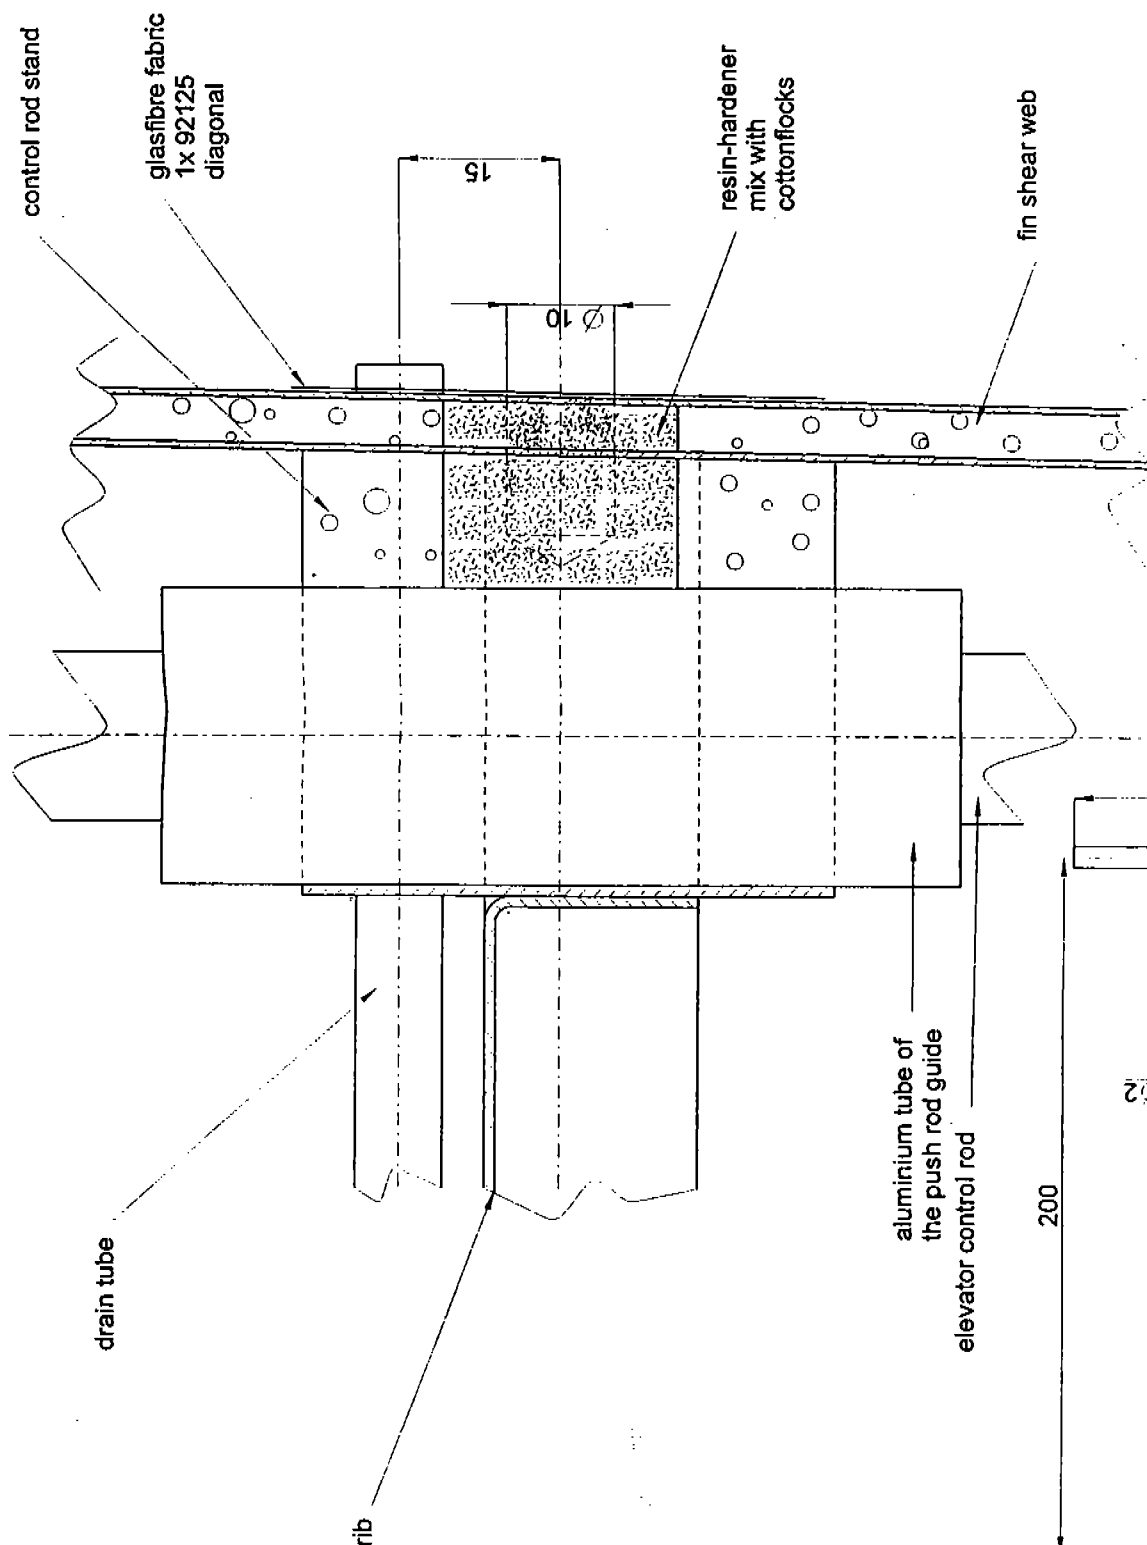 control rod stand
glasfibre fabric
1x 92125
diagonal
15
resin-hardener
mix with
cottonflocks
Ø 10
fin shear web
drain tube
rib
aluminium tube of
the push rod guide
elevator control rod
200